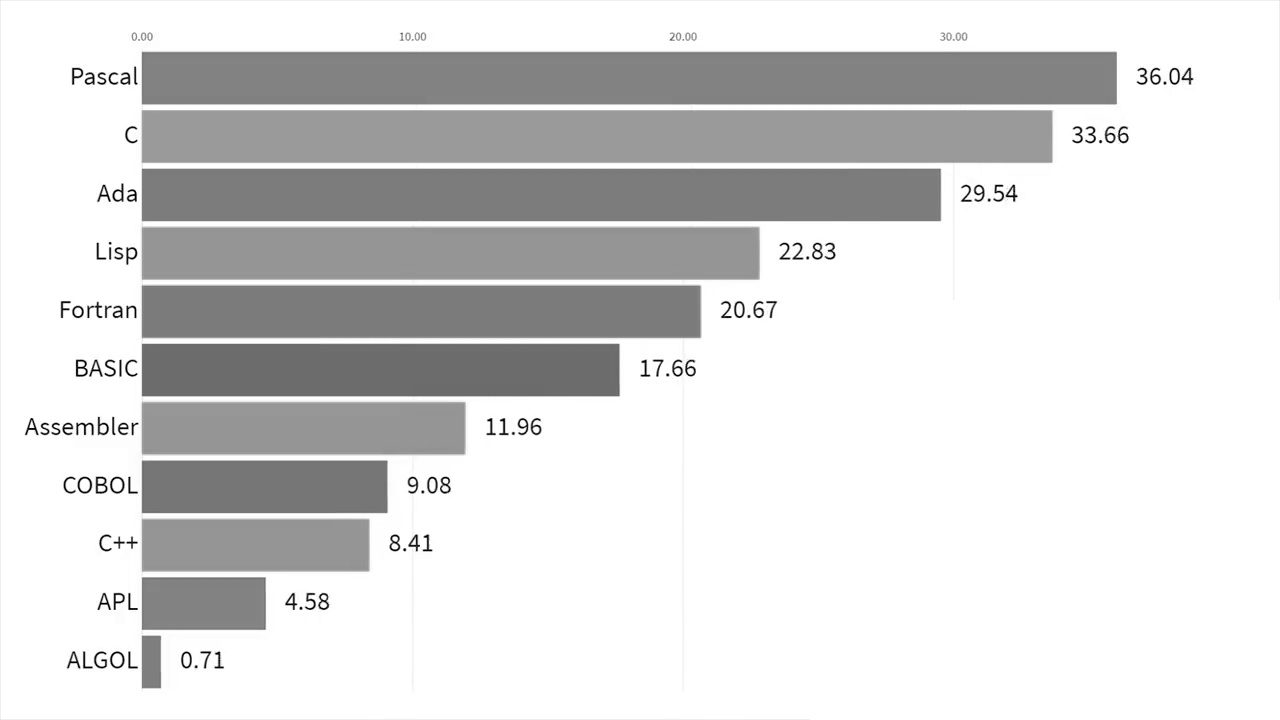 0.00 10.00 20.00 30.00
Pascal 36.04
C 33.66
Ada 29.54
Lisp 22.83
Fortran 20.67
BASIC 17.66
Assembler 11.96
COBOL 9.08
C++ 8.41
APL 4.58
ALGOL 0.71